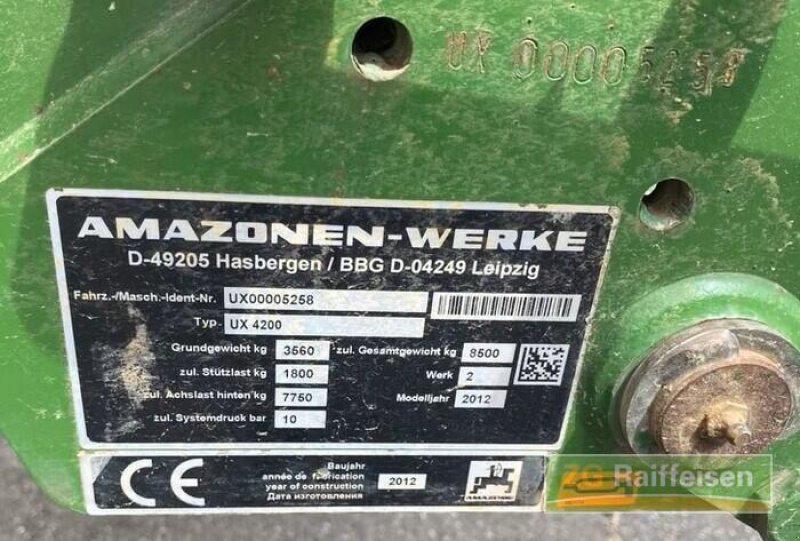 UX 00005258
AMAZONEN-WERKE
D-49205 Hasbergen / BBG D-04249 Leipzig
Fahrz.-/Masch.-Ident-Nr. UX00005258
Typ UX 4200
Grundgewicht kg 3560 zul. Gesamtgewicht kg 8500
zul. Stützlast kg 1800 Werk 2
zul. Achslast hinten kg 7750 Modelljahr 2012
zul. Systemdruck bar 10
CE
Baujahr
année de fabrication
year of construction 2012
Дата изготовления
AMAZONE
ZG Raiffeisen